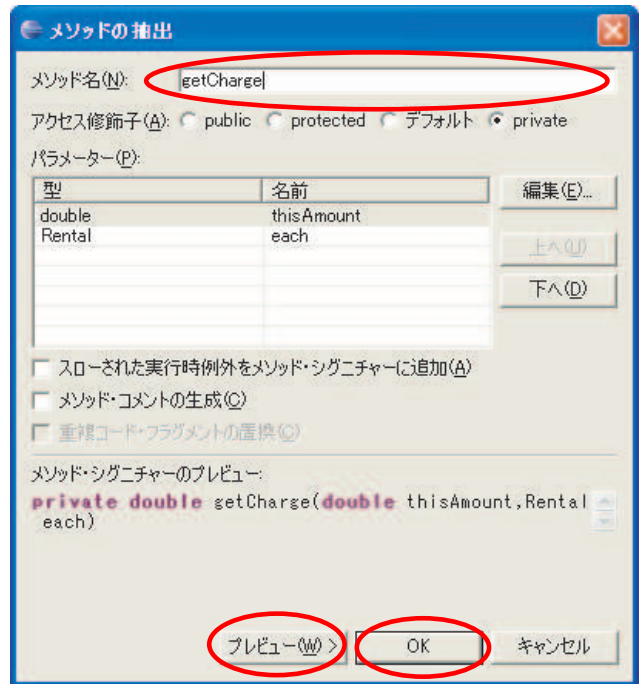 メソッドの抽出
メソッド名(N): getCharge
アクセス修飾子(A): public protected デフォルト private
パラメーター(P):
型 名前 編集(E)...
double thisAmount
Rental each
上へ(U)
下へ(D)
スローされた実行時例外をメソッド・シグニチャーに追加(A)
メソッド・コメントの生成(C)
重複コード・フラグメントの置換(C)
メソッド・シグニチャーのプレビュー:
private double getCharge(double thisAmount,Rental
each)
プレビュー(W) > OK キャンセル